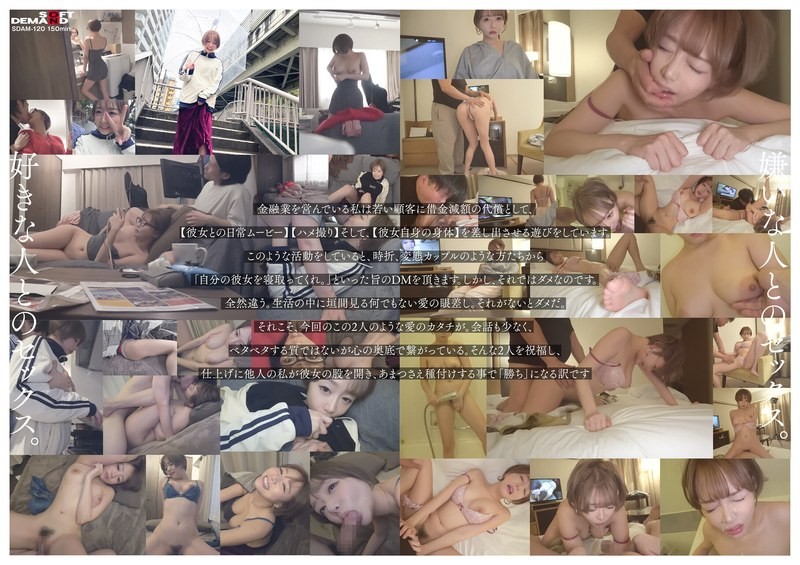 SOFT
DEMAND
SDAM-120 150min.
好きな人とのセックス。
嫌いな人とのセックス。
金融業を営んでいる私は若い顧客に借金減額の代償として、
【彼女との日常ムービー】【ハメ撮り】そして、【彼女自身の身体】を差し出させる遊びをしています。
このような活動をしていると、時折、変態カップルのような方たちから
「自分の彼女を寝取ってくれ。」といった旨のDMを頂きます。しかし、それではダメなのです。
全然違う。生活の中に垣間見る何でもない愛の眼差し。それがないとダメだ。
それこそ、今回のこの2人のような愛のカタチが。会話も少なく、
ベタベタする質ではないが心の奥底で繋がっている。そんな2人を祝福し、
仕上げに他人の私が彼女の股を開き、あまつさえ種付けする事で「勝ち」になる訳です